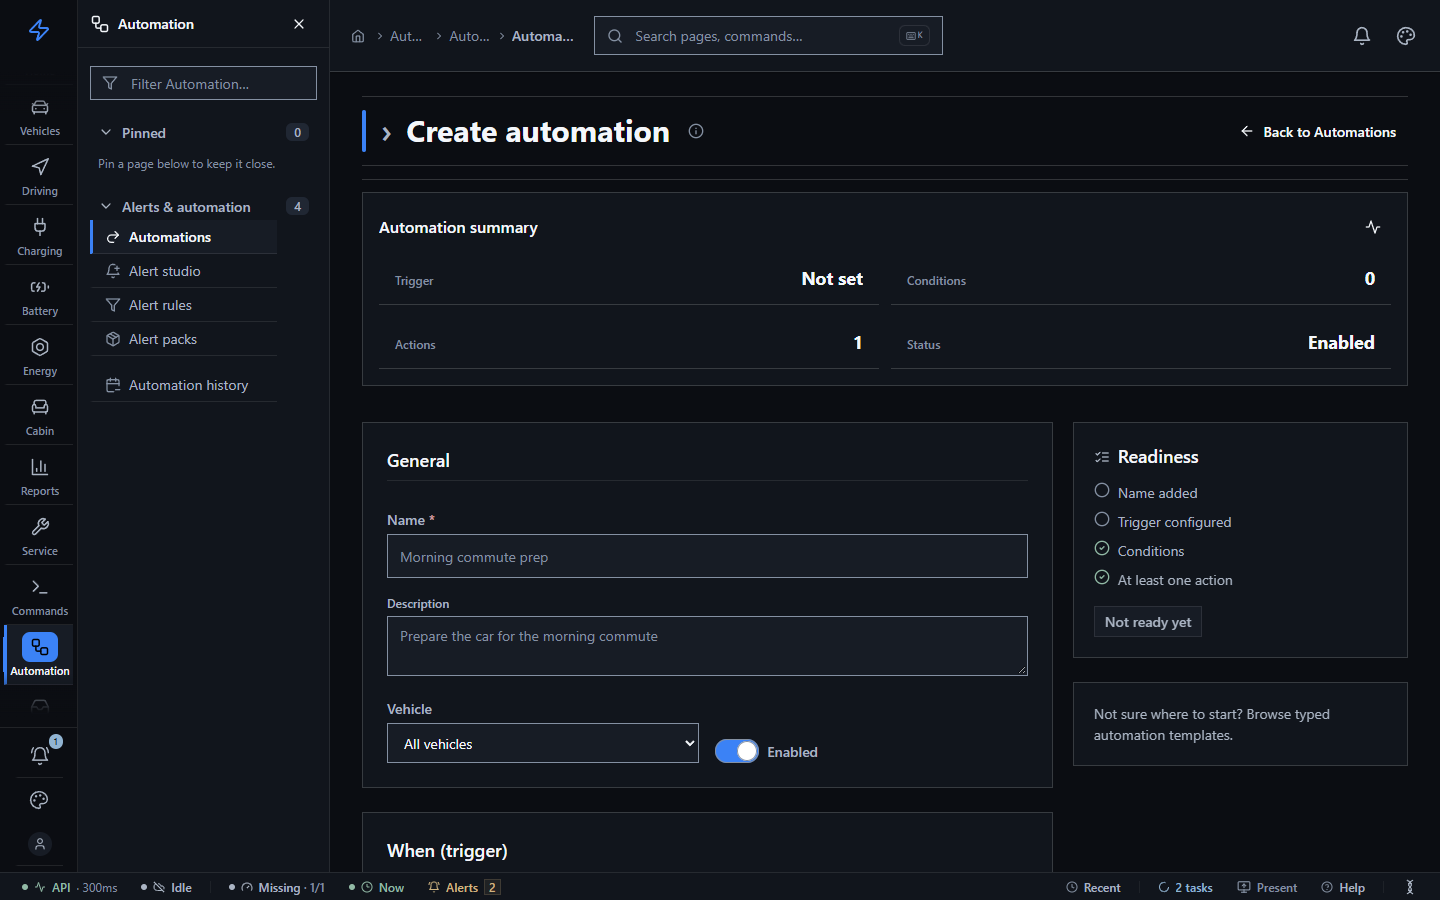 Vehicles
Driving
Charging
Battery
Energy
Cabin
Reports
Service
Commands
Automation
1
Automation
Filter Automation...
Pinned
0
Pin a page below to keep it close.
Alerts & automation
4
Automations
Alert studio
Alert rules
Alert packs
Automation history
Aut...
Auto...
Automa...
Search pages, commands...
K
Create automation
Back to Automations
Automation summary
Trigger
Not set
Conditions
0
Actions
1
Status
Enabled
General
Name *
Morning commute prep
Description
Prepare the car for the morning commute
Vehicle
All vehicles
Enabled
When (trigger)
Readiness
Name added
Trigger configured
Conditions
At least one action
Not ready yet
Not sure where to start? Browse typed
automation templates.
API · 300ms
Idle
Missing · 1/1
Now
Alerts 2
Recent
2 tasks
Present
Help